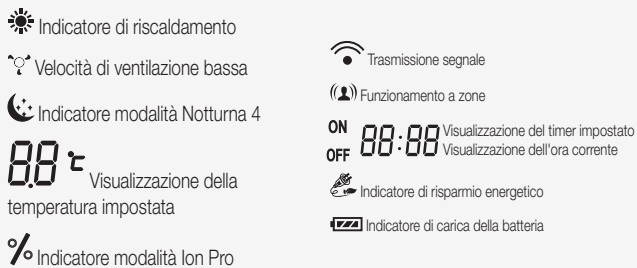 Indicatore di riscaldamento
Velocità di ventilazione bassa
Indicatore modalità Notturna 4
88 °c Visualizzazione della
temperatura impostata
% Indicatore modalità Ion Pro
Trasmissione segnale
Funzionamento a zone
ON 88:88 Visualizzazione del timer impostato
OFF Visualizzazione dell'ora corrente
Indicatore di risparmio energetico
Indicatore di carica della batteria